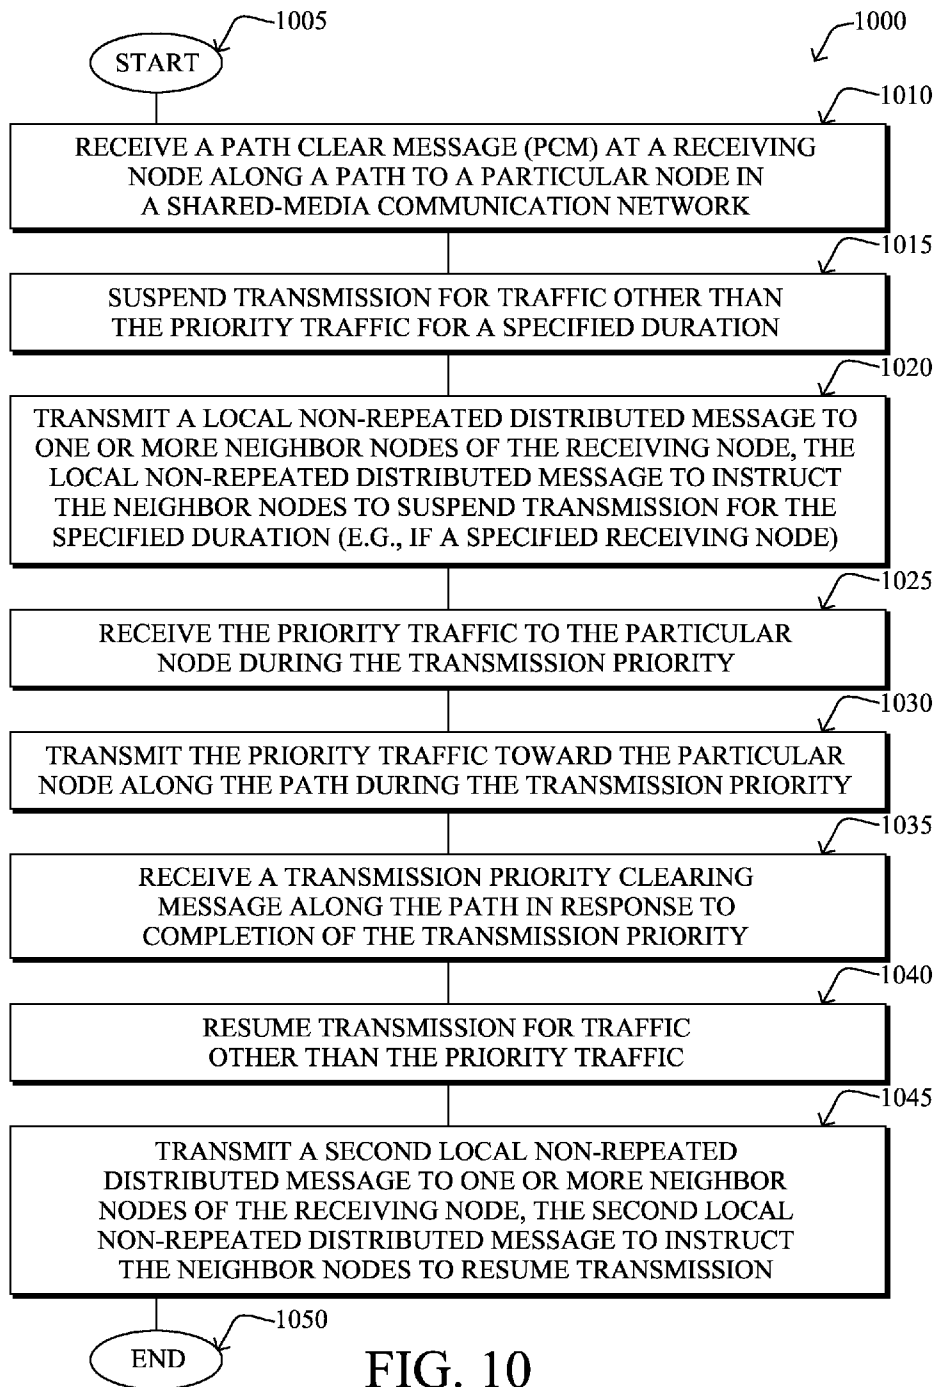 1005
1000
START
1010
RECEIVE A PATH CLEAR MESSAGE (PCM) AT A RECEIVING
NODE ALONG A PATH TO A PARTICULAR NODE IN
A SHARED-MEDIA COMMUNICATION NETWORK
1015
SUSPEND TRANSMISSION FOR TRAFFIC OTHER THAN
THE PRIORITY TRAFFIC FOR A SPECIFIED DURATION
1020
TRANSMIT A LOCAL NON-REPEATED DISTRIBUTED MESSAGE TO
ONE OR MORE NEIGHBOR NODES OF THE RECEIVING NODE, THE
LOCAL NON-REPEATED DISTRIBUTED MESSAGE TO INSTRUCT
THE NEIGHBOR NODES TO SUSPEND TRANSMISSION FOR THE
SPECIFIED DURATION (E.G., IF A SPECIFIED RECEIVING NODE)
1025
RECEIVE THE PRIORITY TRAFFIC TO THE PARTICULAR
NODE DURING THE TRANSMISSION PRIORITY
1030
TRANSMIT THE PRIORITY TRAFFIC TOWARD THE PARTICULAR
NODE ALONG THE PATH DURING THE TRANSMISSION PRIORITY
1035
RECEIVE A TRANSMISSION PRIORITY CLEARING
MESSAGE ALONG THE PATH IN RESPONSE TO
COMPLETION OF THE TRANSMISSION PRIORITY
1040
RESUME TRANSMISSION FOR TRAFFIC
OTHER THAN THE PRIORITY TRAFFIC
1045
TRANSMIT A SECOND LOCAL NON-REPEATED
DISTRIBUTED MESSAGE TO ONE OR MORE NEIGHBOR
NODES OF THE RECEIVING NODE, THE SECOND LOCAL
NON-REPEATED DISTRIBUTED MESSAGE TO INSTRUCT
THE NEIGHBOR NODES TO RESUME TRANSMISSION
1050
END
FIG. 10